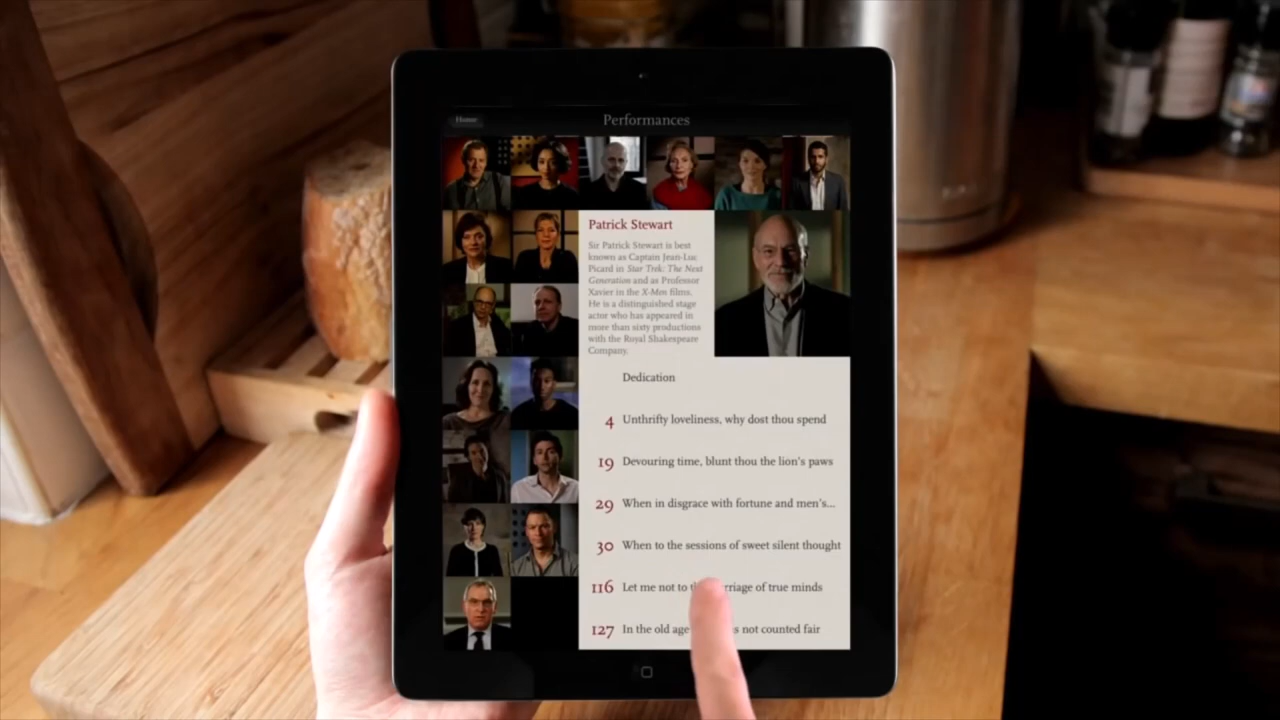 Home
Performances
Patrick Stewart
Sir Patrick Stewart is best
known as Captain Jean-Luc
Picard in Star Trek: The Next
Generation and as Professor
Xavier in the X-Men films.
He is a distinguished stage
actor who has appeared in
more than sixty productions
with the Royal Shakespeare
Company.
Dedication
4 Unthrifty loveliness, why dost thou spend
19 Devouring time, blunt thou the lion's paws
29 When in disgrace with fortune and men's...
30 When to the sessions of sweet silent thought
116 Let me not to of true minds
127 In the old age not counted fair